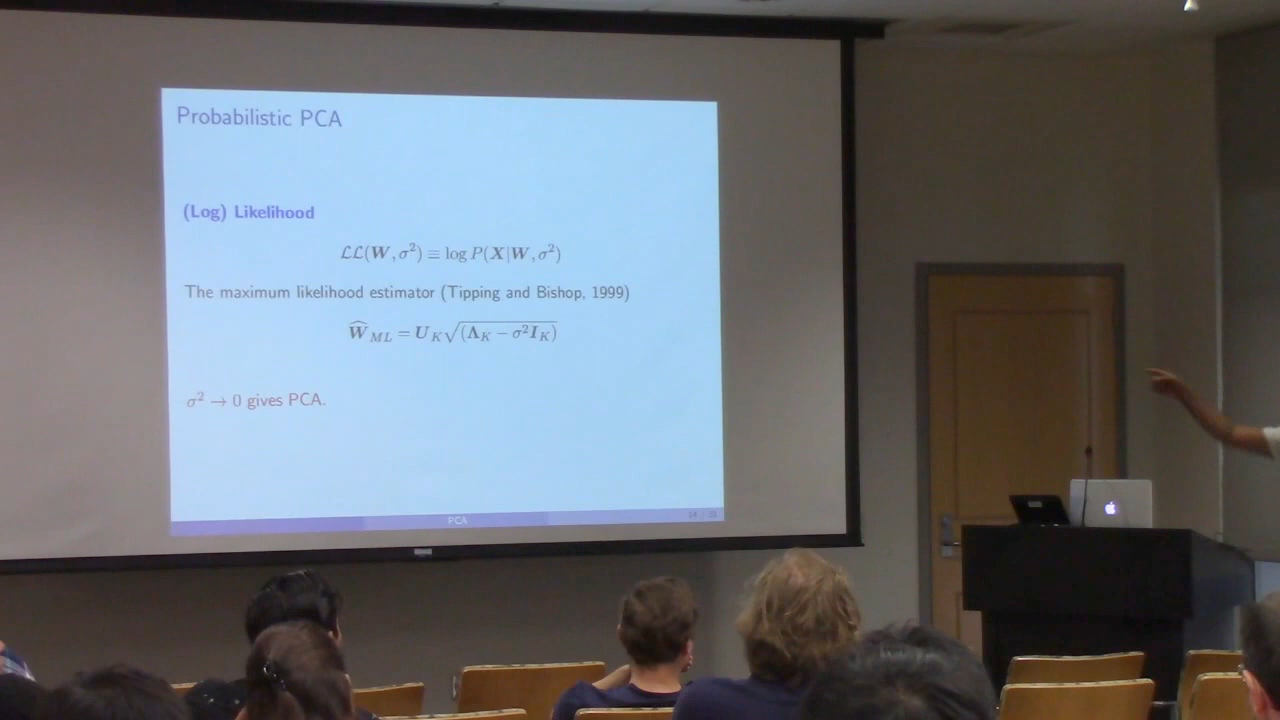 Probabilistic PCA
(Log) Likelihood
ℒℒ(W, σ²) ≡ log P(X|W, σ²)
The maximum likelihood estimator (Tipping and Bishop, 1999)
Ŵ_ML = U_K √(Λ_K − σ²I_K)
σ² → 0 gives PCA.
PCA